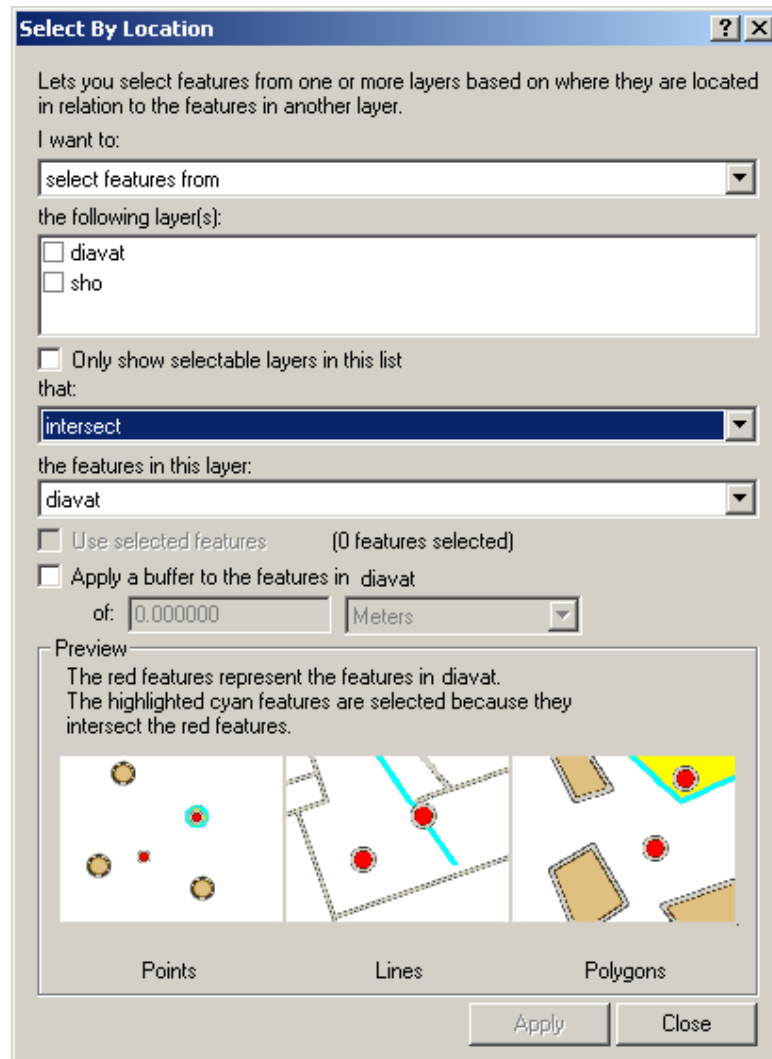 Select By Location
Lets you select features from one or more layers based on where they are located
in relation to the features in another layer.
I want to:
select features from
the following layer(s):
diavat
sho
Only show selectable layers in this list
that:
intersect
the features in this layer:
diavat
Use selected features (0 features selected)
Apply a buffer to the features in diavat
of: 0.000000 Meters
Preview
The red features represent the features in diavat.
The highlighted cyan features are selected because they
intersect the red features.
Points Lines Polygons
Apply Close